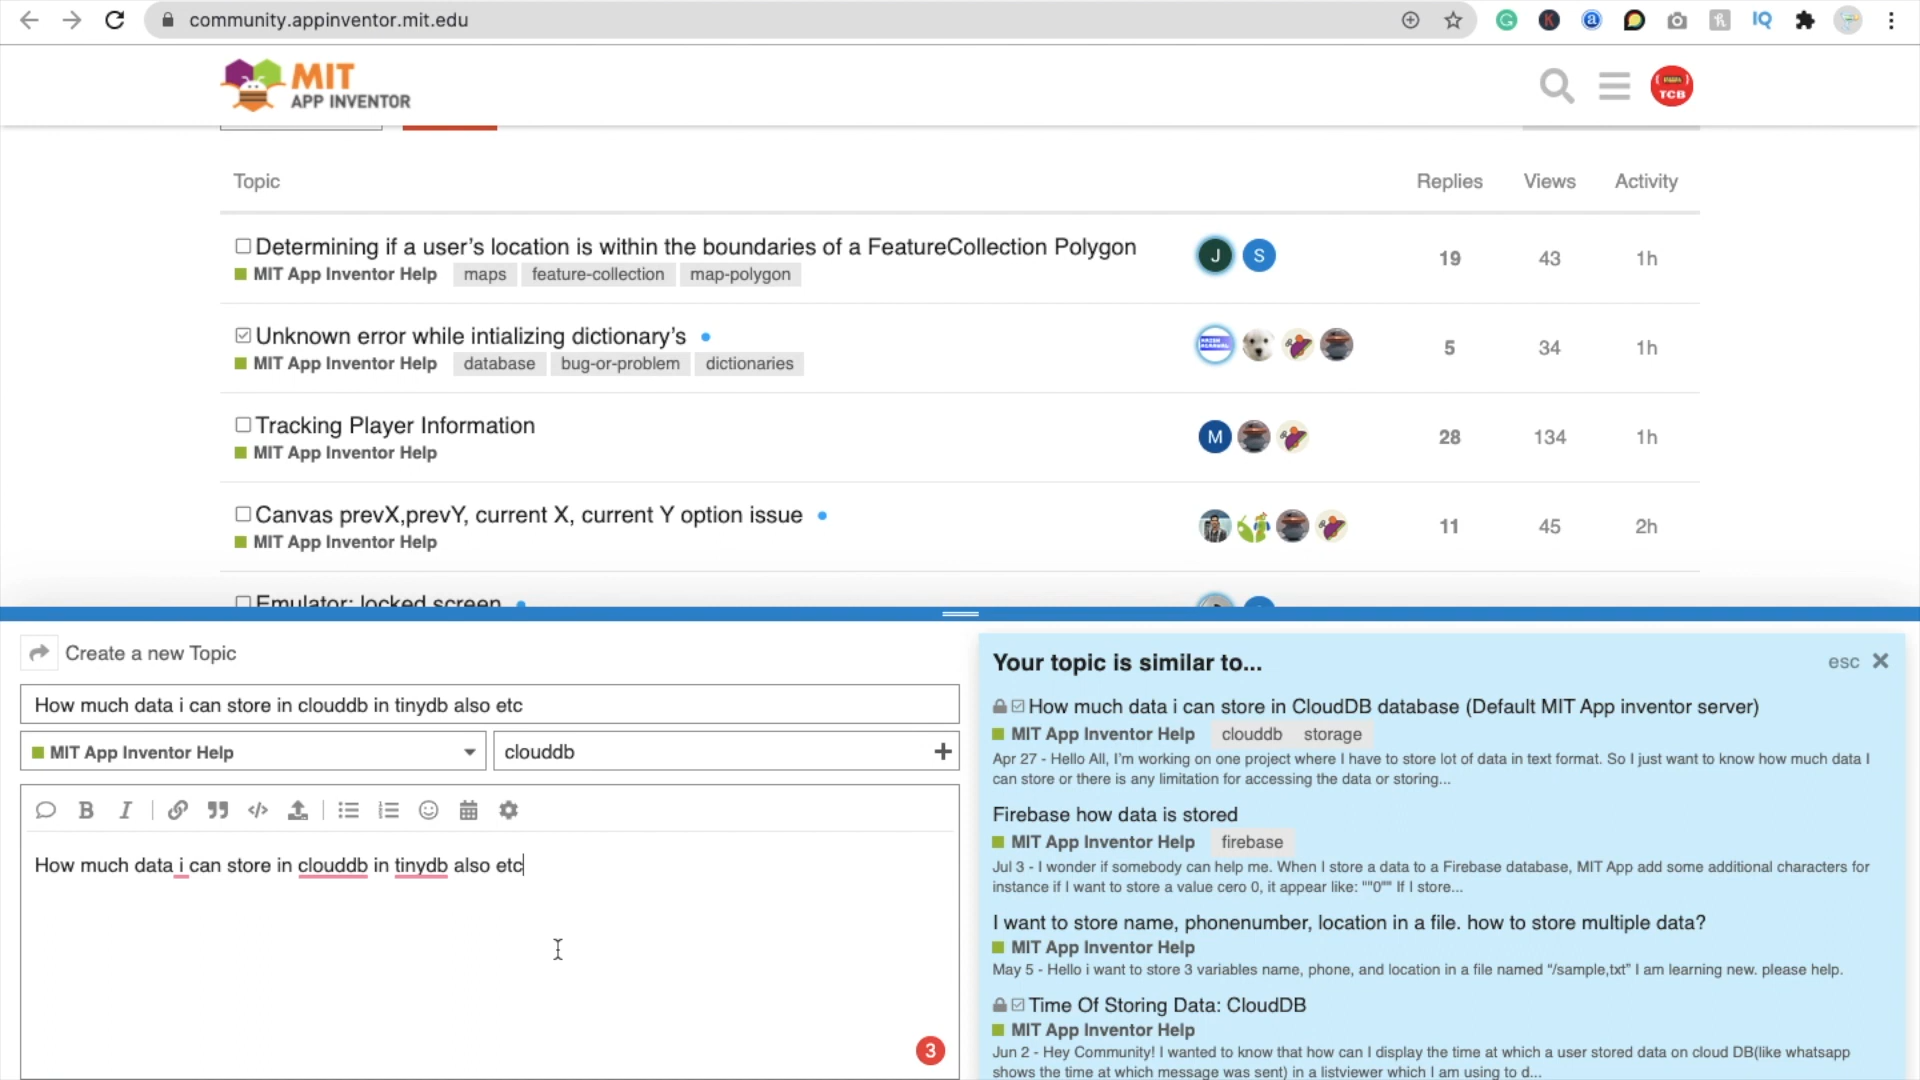 community.appinventor.mit.edu
MIT
APP INVENTOR
TCB
Topic Replies Views Activity
Determining if a user's location is within the boundaries of a FeatureCollection Polygon
MIT App Inventor Help maps feature-collection map-polygon
J S 19 43 1h
Unknown error while intializing dictionary's
MIT App Inventor Help database bug-or-problem dictionaries
5 34 1h
Tracking Player Information
MIT App Inventor Help
M 28 134 1h
Canvas prevX,prevY, current X, current Y option issue
MIT App Inventor Help
11 45 2h
Emulator: locked screen
Create a new Topic
How much data i can store in clouddb in tinydb also etc
MIT App Inventor Help clouddb
B I
How much data i can store in clouddb in tinydb also etc
3
Your topic is similar to... esc
How much data i can store in CloudDB database (Default MIT App inventor server)
MIT App Inventor Help clouddb storage
Apr 27 - Hello All, I'm working on one project where I have to store lot of data in text format. So I just want to know how much data I
can store or there is any limitation for accessing the data or storing...
Firebase how data is stored
MIT App Inventor Help firebase
Jul 3 - I wonder if somebody can help me. When I store a data to a Firebase database, MIT App add some additional characters for
instance if I want to store a value cero 0, it appear like: ""0"" If I store...
I want to store name, phonenumber, location in a file. how to store multiple data?
MIT App Inventor Help
May 5 - Hello i want to store 3 variables name, phone, and location in a file named "/sample,txt" I am learning new. please help.
Time Of Storing Data: CloudDB
MIT App Inventor Help
Jun 2 - Hey Community! I wanted to know that how can I display the time at which a user stored data on cloud DB(like whatsapp
shows the time at which message was sent) in a listviewer which I am using to d...